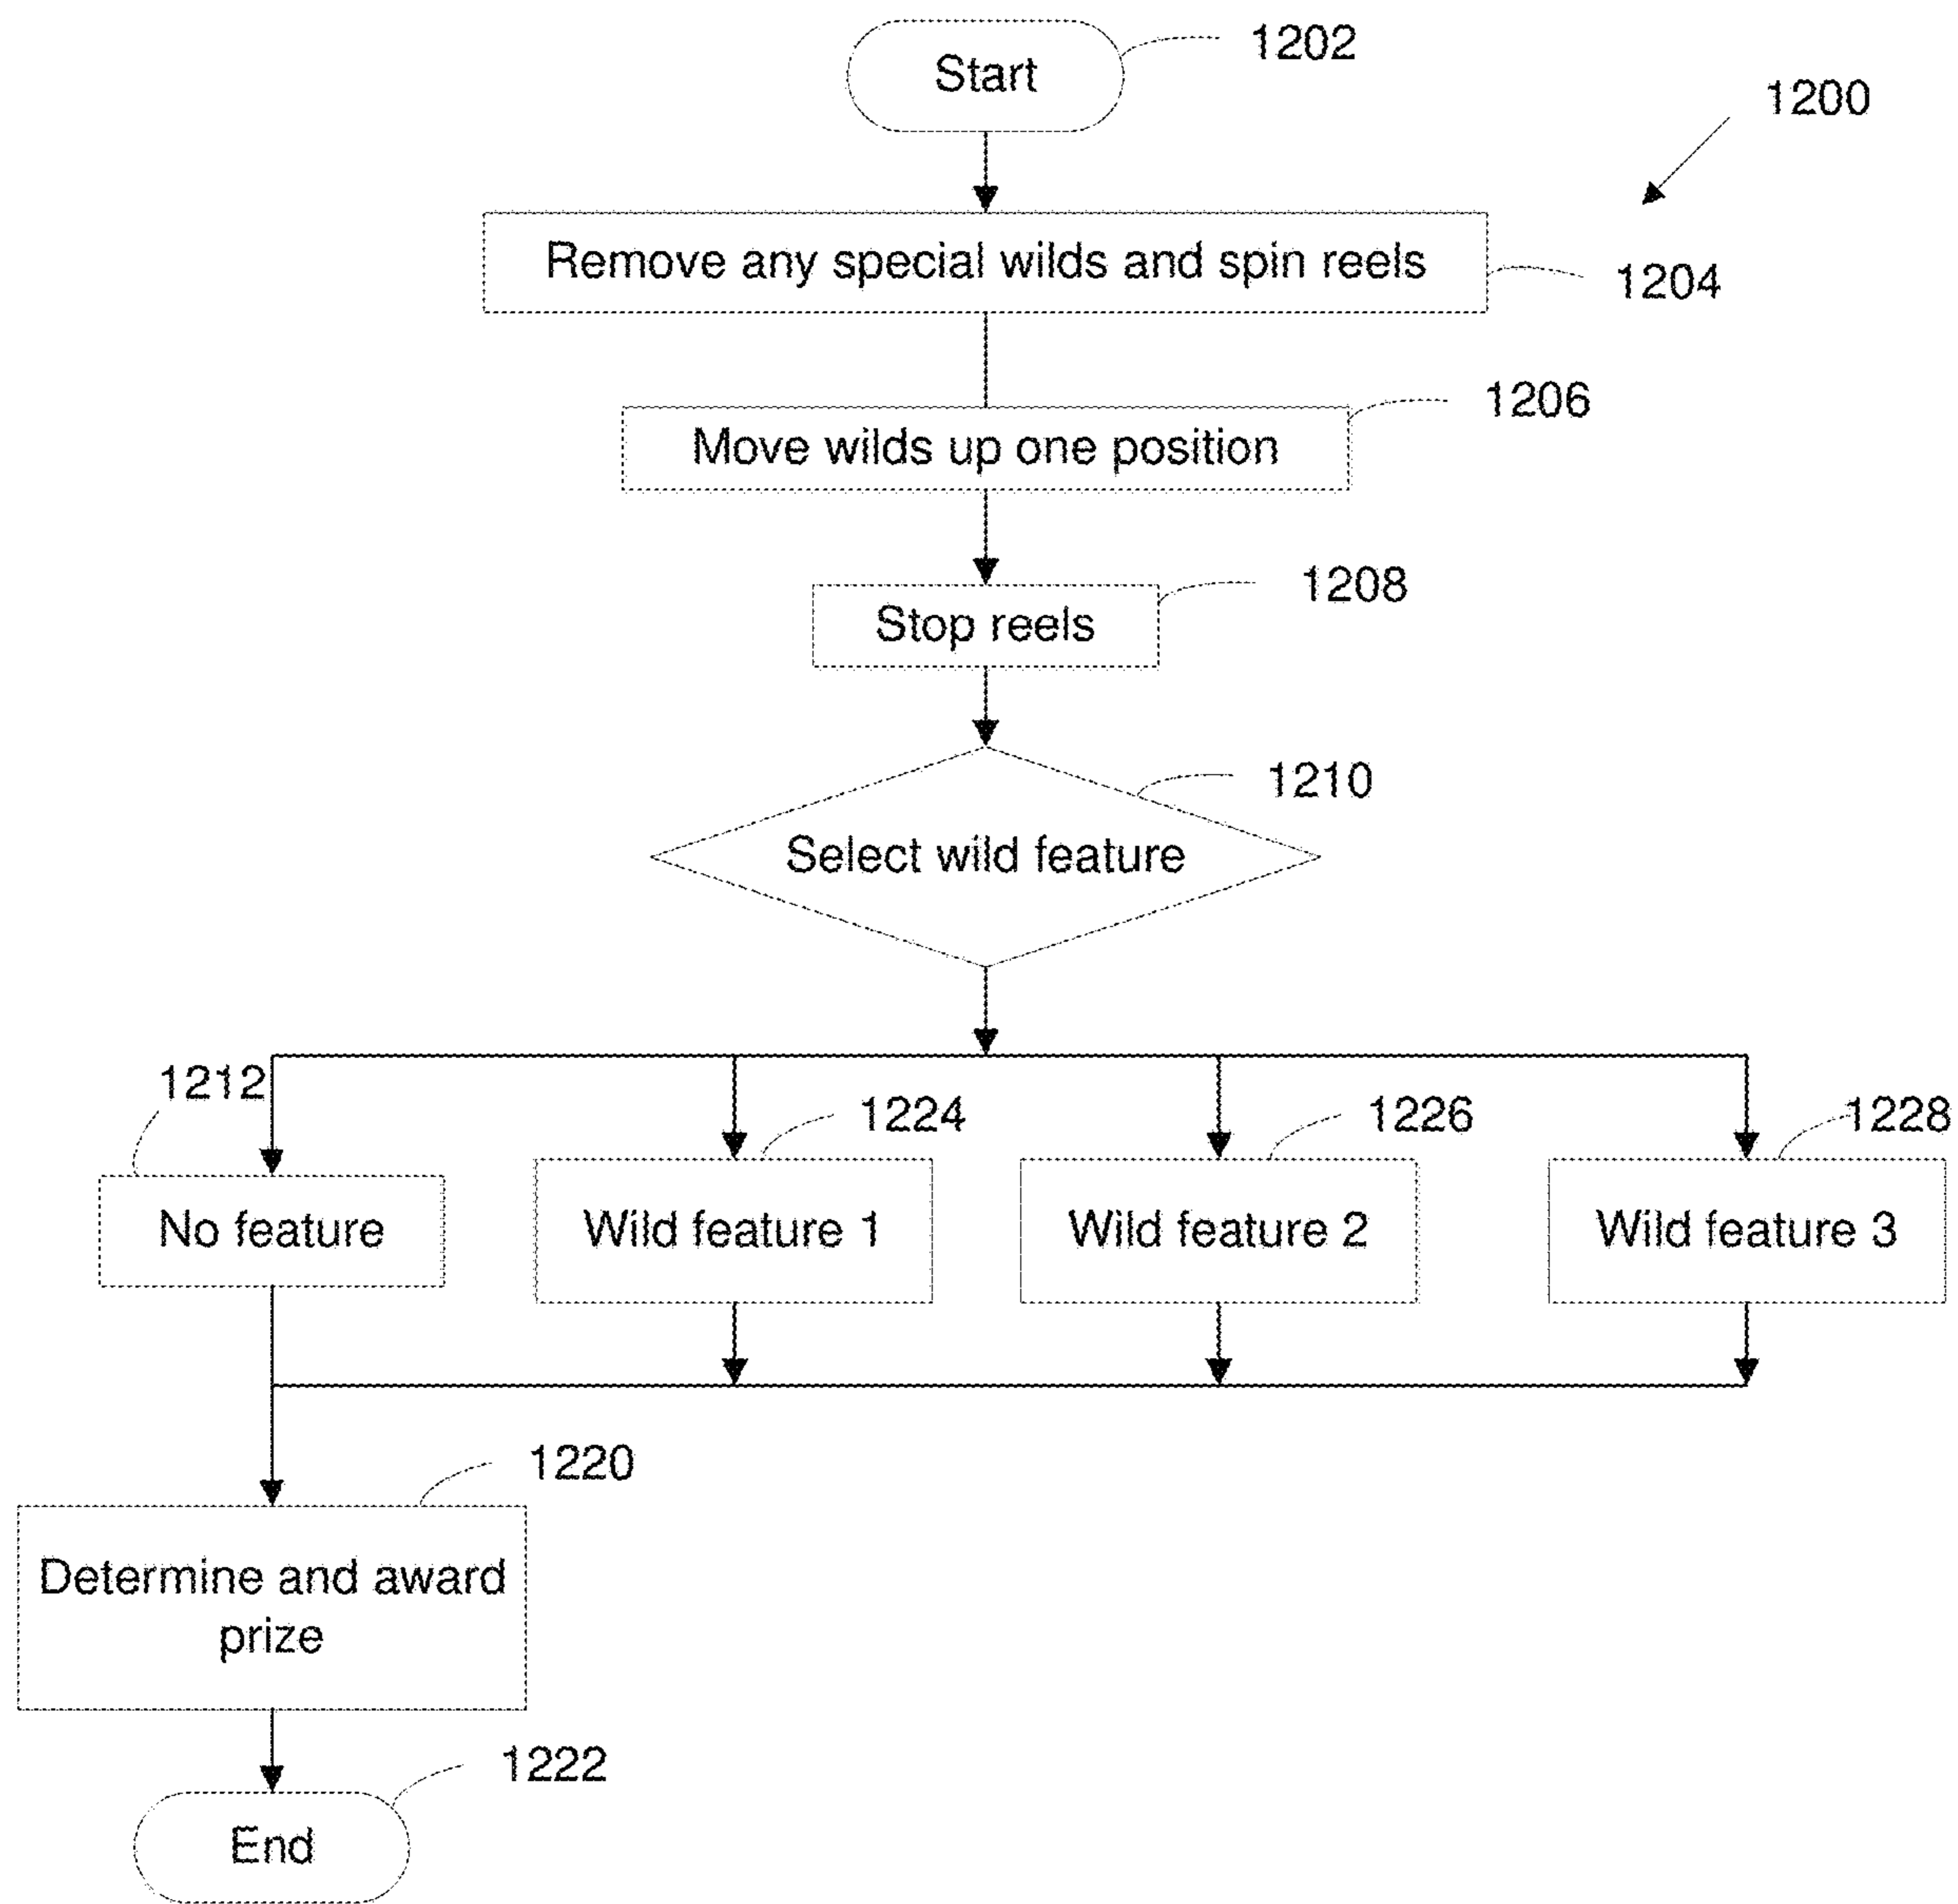 Start
1202
1200
Remove any special wilds and spin reels
1204
1206
Move wilds up one position
1208
Stop reels
1210
Select wild feature
1212
1224
1226
1228
No feature
Wild feature 1
Wild feature 2
Wild feature 3
1220
Determine and award
prize
1222
End